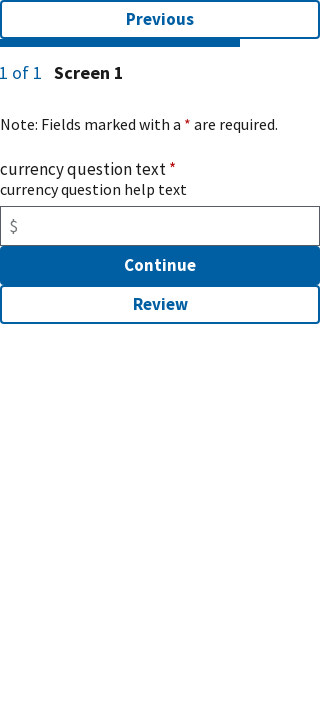 Previous
1 of 1 Screen 1
Note: Fields marked with a * are required.
currency question text *
currency question help text
$
Continue
Review